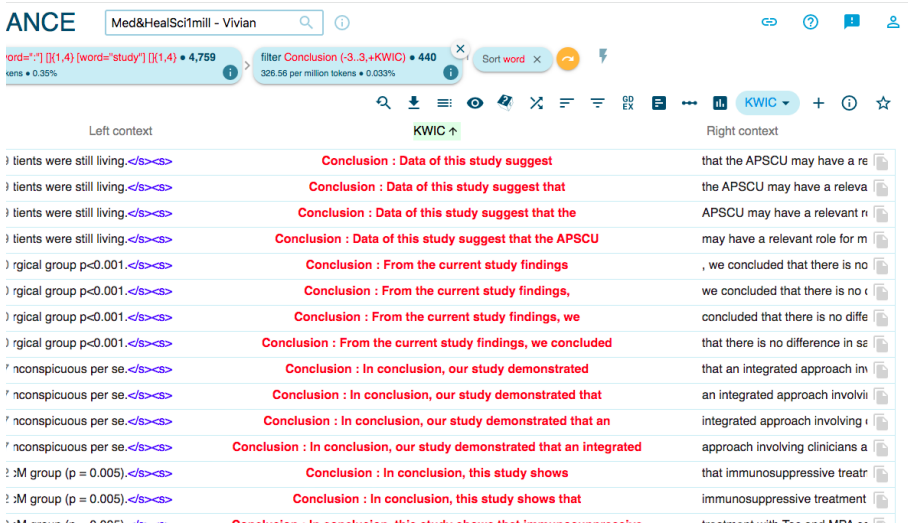 ANCE Med&HealSci1mill - Vivian
word=":"] []{1,4} [word="study"] []{1,4} ● 4,759 filter Conclusion (-3..3,+KWIC) ● 440 Sort word
kens ● 0.35% 326.56 per million tokens ● 0.033%
GD EX KWIC
Left context KWIC ↑ Right context
tients were still living.</s><s> Conclusion : Data of this study suggest that the APSCU may have a re
tients were still living.</s><s> Conclusion : Data of this study suggest that the APSCU may have a releva
tients were still living.</s><s> Conclusion : Data of this study suggest that the APSCU may have a relevant r
tients were still living.</s><s> Conclusion : Data of this study suggest that the APSCU may have a relevant role for m
rgical group p<0.001.</s><s> Conclusion : From the current study findings , we concluded that there is no
rgical group p<0.001.</s><s> Conclusion : From the current study findings, we concluded that there is no
rgical group p<0.001.</s><s> Conclusion : From the current study findings, we concluded that there is no diffe
rgical group p<0.001.</s><s> Conclusion : From the current study findings, we concluded that there is no difference in sa
nconspicuous per se.</s><s> Conclusion : In conclusion, our study demonstrated that an integrated approach inv
nconspicuous per se.</s><s> Conclusion : In conclusion, our study demonstrated that an integrated approach involvi
nconspicuous per se.</s><s> Conclusion : In conclusion, our study demonstrated that an integrated approach involving
nconspicuous per se.</s><s> Conclusion : In conclusion, our study demonstrated that an integrated approach involving clinicians a
cM group (p = 0.005).</s><s> Conclusion : In conclusion, this study shows that immunosuppressive treatr
cM group (p = 0.005).</s><s> Conclusion : In conclusion, this study shows that immunosuppressive treatment